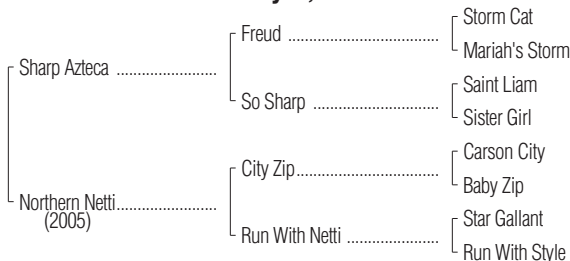 Storm Cat
Freud ........................................
Mariah's Storm
Sharp Azteca ........................
Saint Liam
So Sharp ..................................
Sister Girl
Carson City
City Zip......................................
Baby Zip
Northern Netti........................
(2005)
Star Gallant
Run With Netti ........................
Run With Style